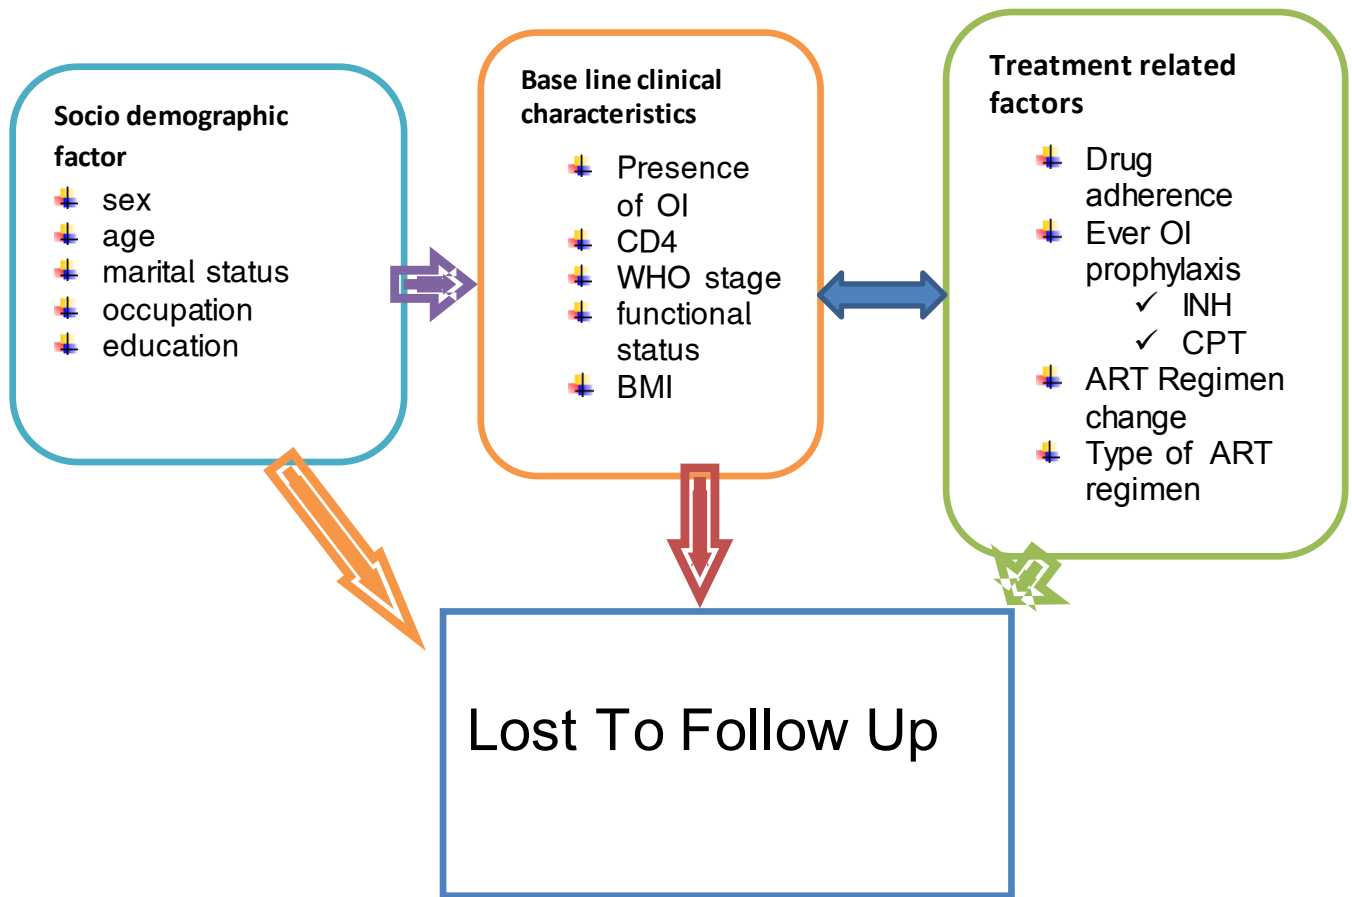 Socio demographic
factor
sex
age
marital status
occupation
education
Base line clinical
characteristics
Presence
of OI
CD4
WHO stage
functional
status
BMI
Treatment related
factors
Drug
adherence
Ever OI
prophylaxis
✓ INH
✓ CPT
ART Regimen
change
Type of ART
regimen
Lost To Follow Up